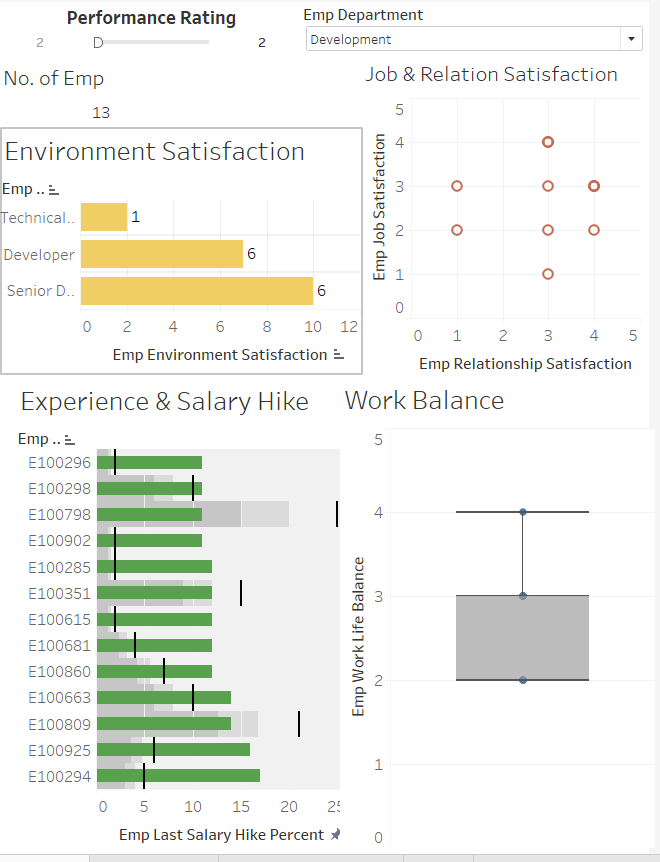 Performance Rating
2
2
Emp Department
Development
No. of Emp
13
Environment Satisfaction
Emp ..
Technical..
1
Developer
6
Senior D..
6
0 2 4 6 8 10 12
Emp Environment Satisfaction
Job & Relation Satisfaction
Emp Job Satisfaction
5
4
3
2
1
0
0 1 2 3 4 5
Emp Relationship Satisfaction
Experience & Salary Hike
Emp ..
E100296
E100298
E100798
E100902
E100285
E100351
E100615
E100681
E100860
E100663
E100809
E100925
E100294
0 5 10 15 20 25
Emp Last Salary Hike Percent
Work Balance
Emp Work Life Balance
5
4
3
2
1
0